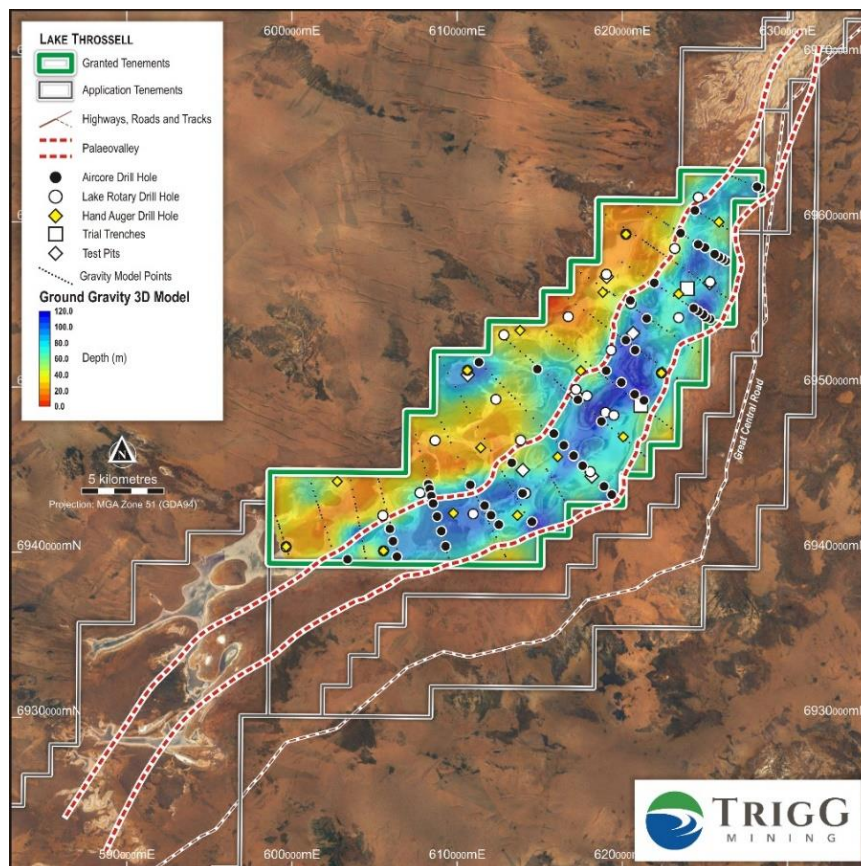 600000mE
610000mE
620000mE
630000mE
LAKE THROSSELL
Granted Tenements
Application Tenements
Highways, Roads and Tracks
Palaeovalley
Aircore Drill Hole
Lake Rotary Drill Hole
Hand Auger Drill Hole
Trial Trenches
Test Pits
Gravity Model Points
Ground Gravity 3D Model
120.0
100.0
80.0
60.0
40.0
20.0
0.0
Depth (m)
N
5 kilometres
Projection: MGA Zone 51 (GDA94)
6970000mN
6960000mN
6950000mN
Great Central Road
6940000mN
6940000mN
6930000mN
6930000mN
590000mE
600000mE
610000mE
620000mE
TRIGG
MINING